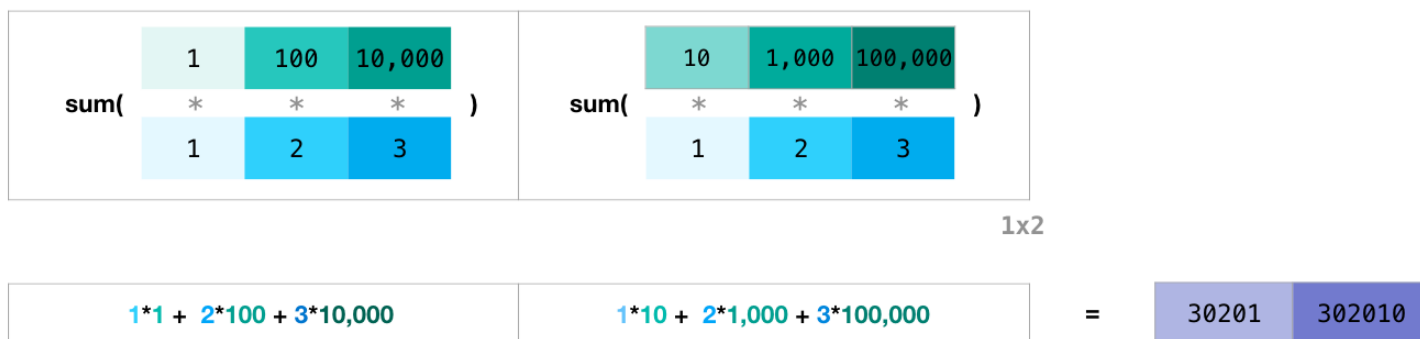 1 100 10,000 10 1,000 100,000
sum( * * * ) sum( * * * )
1 2 3 1 2 3
1x2
1*1 + 2*100 + 3*10,000 1*10 + 2*1,000 + 3*100,000 = 30201 302010